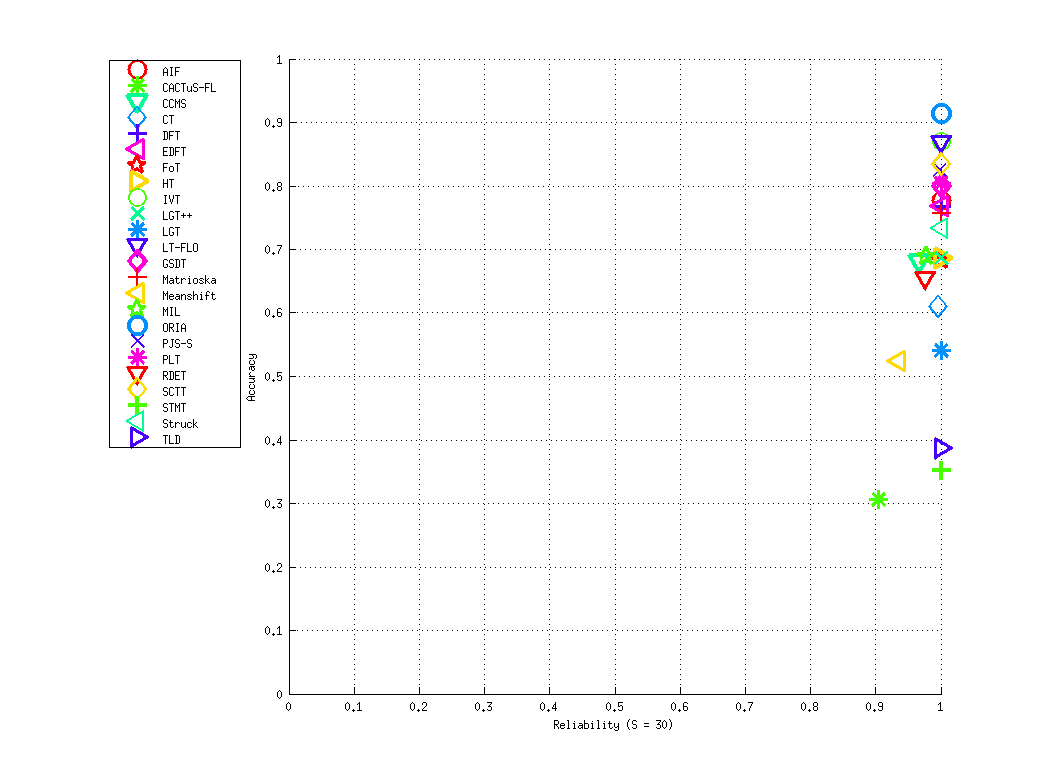 AIF
CACTuS-FL
CCMS
CT
DFT
EDFT
FoT
HT
IVT
LGT++
LGT
LT-FLO
GSDT
Matrioska
Meanshift
MIL
ORIA
PJS-S
PLT
RDET
SCTT
STMT
Struck
TLD
1
0.9
0.8
0.7
0.6
0.5
0.4
0.3
0.2
0.1
0
Accuracy
0 0.1 0.2 0.3 0.4 0.5 0.6 0.7 0.8 0.9 1
Reliability (S = 30)